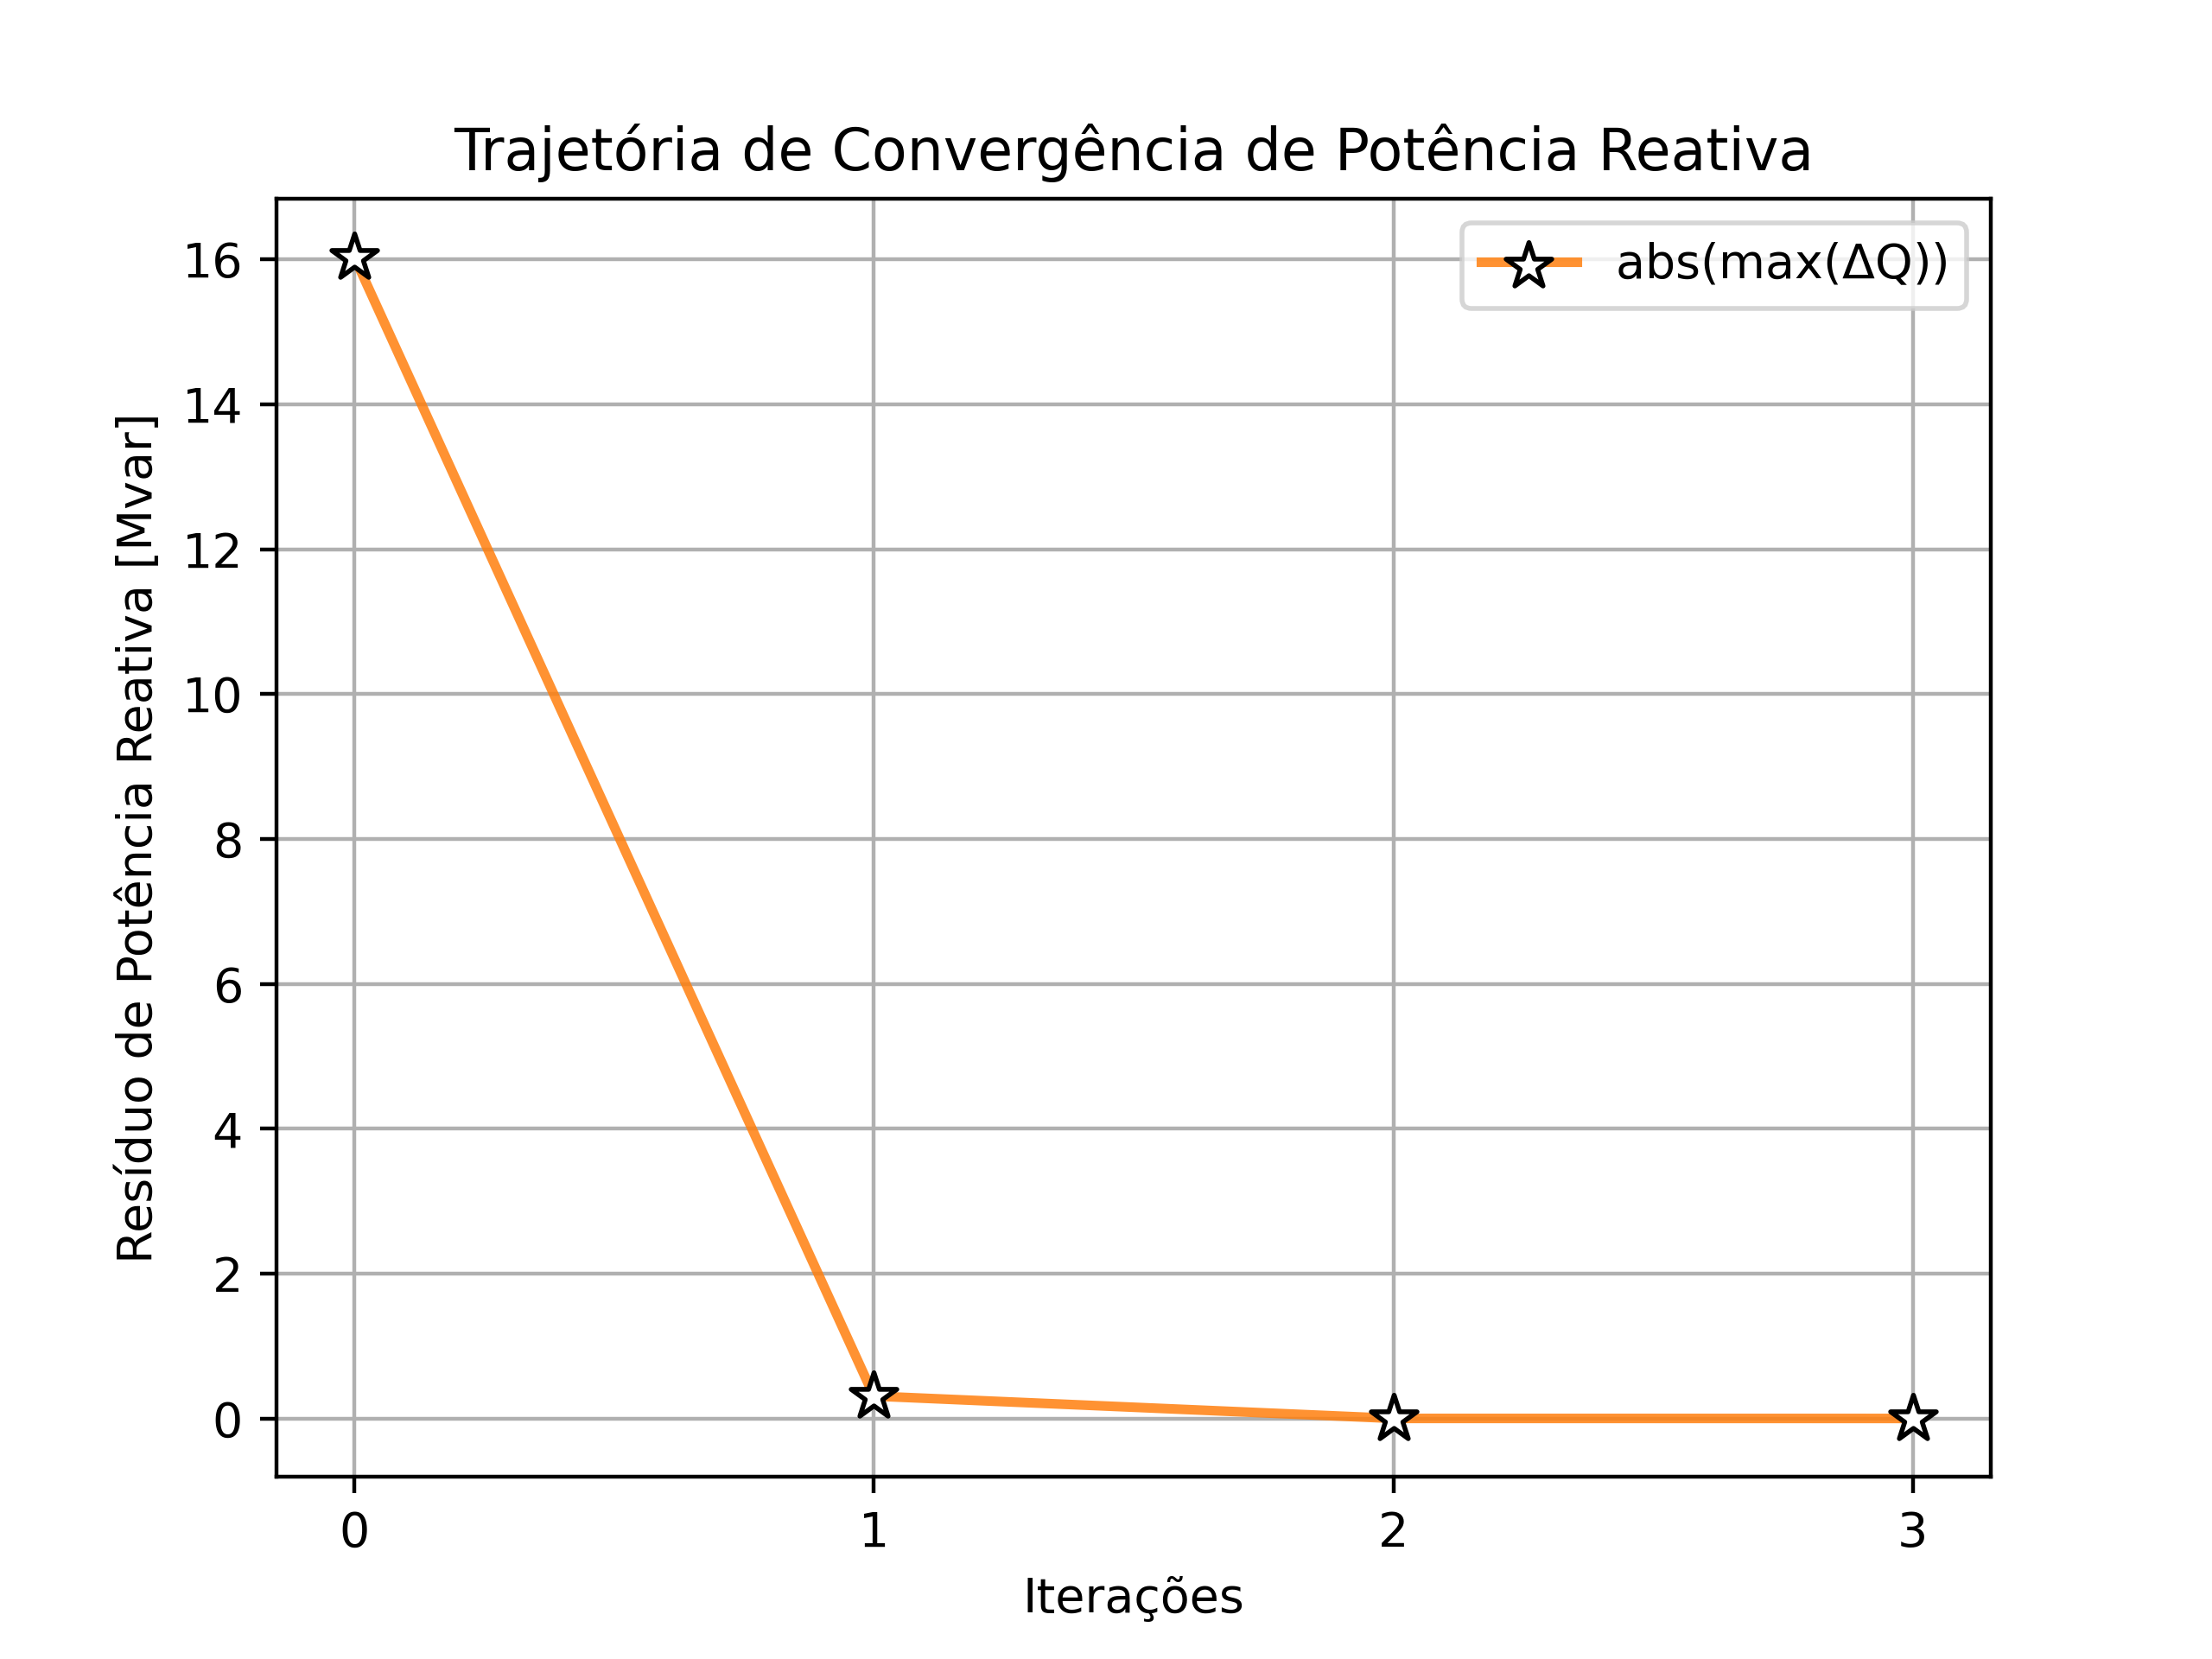 Trajetória de Convergência de Potência Reativa
abs(max(ΔQ))
Resíduo de Potência Reativa [Mvar]
16
14
12
10
8
6
4
2
0
0 1 2 3
Iterações